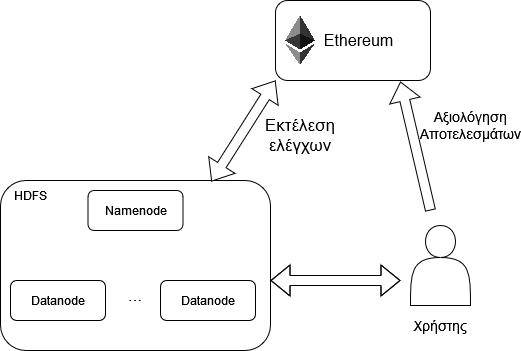 Ethereum
Εκτέλεση
ελέγχων
Αξιολόγηση
Αποτελεσμάτων
HDFS
Namenode
Datanode
...
Datanode
Χρήστης